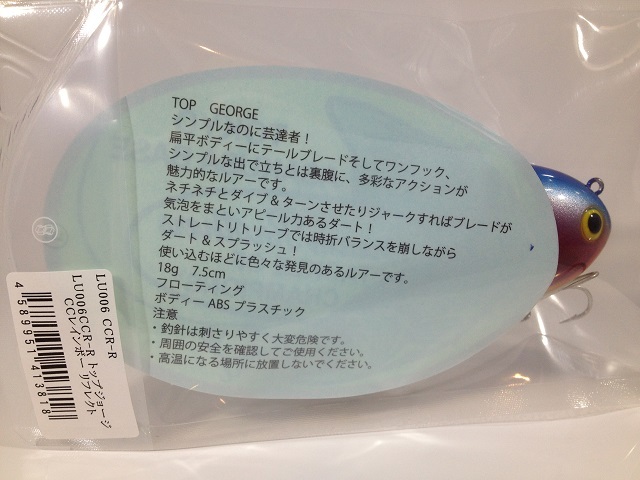 TOP GEORGE
シンプルなのに芸達者！
扁平ボディーにテールブレードそしてワンフック、
シンプルな出で立ちとは裏腹に、多彩なアクションが
魅力的なルアーです。
ネチネチとダイブ＆ターンさせたりジャークすればブレードが
気泡をまといアピール力あるダート！
ストレートリトリープでは時折バランスを崩しながら
ダート＆スプラッシュ！
使い込むほどに色々な発見のあるルアーです。
18g 7.5cm
フローティング
ボディー ABS プラスチック
注意
・釣針は刺さりやすく大変危険です。
・周囲の安全を確認してご使用ください。
・高温になる場所に放置しないでください。
LU006 CCR-R
LU006CCR-R トップジョージ
CCレインボー リフレクト
4589951413818